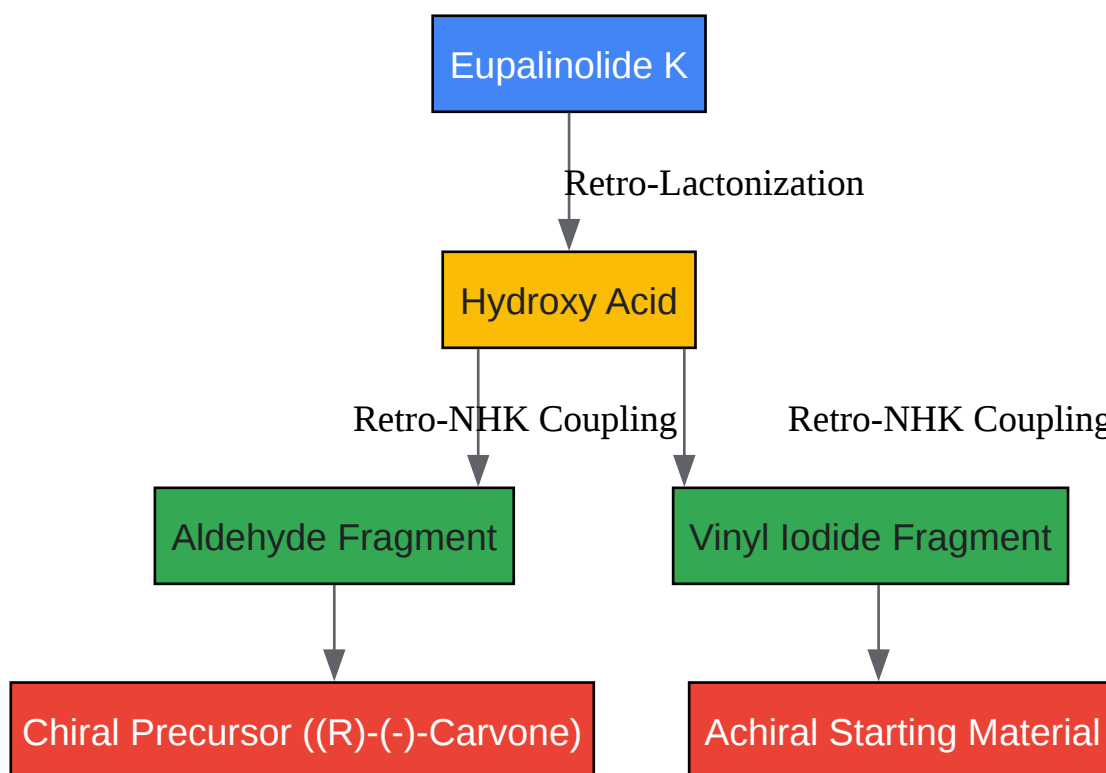 Eupalinolide K
Retro-Lactonization
Hydroxy Acid
Retro-NHK Coupling
Retro-NHK Coupling
Aldehyde Fragment
Vinyl Iodide Fragment
Chiral Precursor ((R)-(-)-Carvone)
Achiral Starting Material